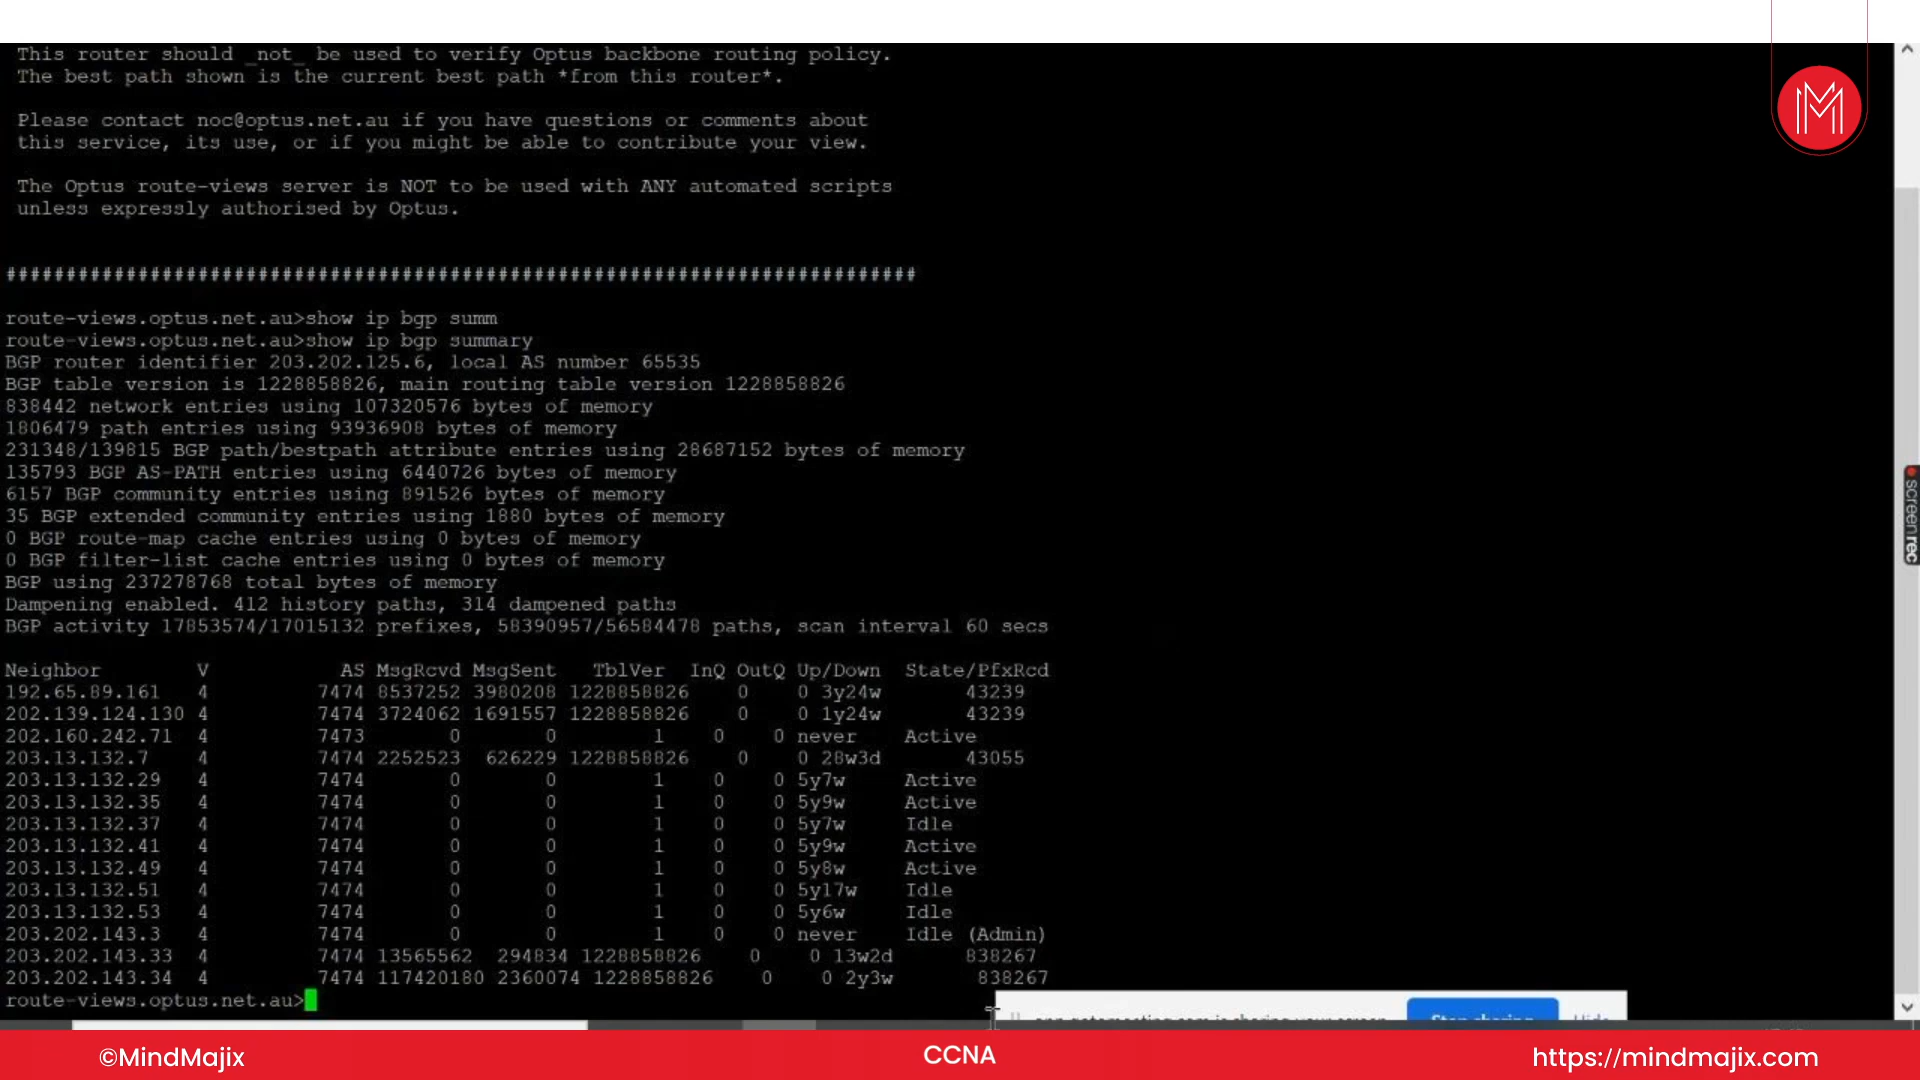 This router should _not_ be used to verify Optus backbone routing policy.
The best path shown is the current best path *from this router*.
Please contact noc@optus.net.au if you have questions or comments about
this service, its use, or if you might be able to contribute your view.
The Optus route-views server is NOT to be used with ANY automated scripts
unless expressly authorised by Optus.
############################################################################
route-views.optus.net.au>show ip bgp summ
route-views.optus.net.au>show ip bgp summary
BGP router identifier 203.202.125.6, local AS number 65535
BGP table version is 1228858826, main routing table version 1228858826
838442 network entries using 107320576 bytes of memory
1806479 path entries using 93936908 bytes of memory
231348/139815 BGP path/bestpath attribute entries using 28687152 bytes of memory
135793 BGP AS-PATH entries using 6440726 bytes of memory
6157 BGP community entries using 891526 bytes of memory
35 BGP extended community entries using 1880 bytes of memory
0 BGP route-map cache entries using 0 bytes of memory
0 BGP filter-list cache entries using 0 bytes of memory
BGP using 237278768 total bytes of memory
Dampening enabled. 412 history paths, 314 dampened paths
BGP activity 17853574/17015132 prefixes, 58390957/56584478 paths, scan interval 60 secs
Neighbor V AS MsgRcvd MsgSent TblVer InQ OutQ Up/Down State/PfxRcd
192.65.89.161 4 7474 8537252 3980208 1228858826 0 0 3y24w 43239
202.139.124.130 4 7474 3724062 1691557 1228858826 0 0 1y24w 43239
202.160.242.71 4 7473 0 0 1 0 0 never Active
203.13.132.7 4 7474 2252523 626229 1228858826 0 0 28w3d 43055
203.13.132.29 4 7474 0 0 1 0 0 5y7w Active
203.13.132.35 4 7474 0 0 1 0 0 5y9w Active
203.13.132.37 4 7474 0 0 1 0 0 5y7w Idle
203.13.132.41 4 7474 0 0 1 0 0 5y9w Active
203.13.132.49 4 7474 0 0 1 0 0 5y8w Active
203.13.132.51 4 7474 0 0 1 0 0 5y17w Idle
203.13.132.53 4 7474 0 0 1 0 0 5y6w Idle
203.202.143.3 4 7474 0 0 1 0 0 never Idle (Admin)
203.202.143.33 4 7474 13565562 294834 1228858826 0 0 13w2d 838267
203.202.143.34 4 7474 117420180 2360074 1228858826 0 0 2y3w 838267
route-views.optus.net.au>
screenrec
©MindMajix
CCNA
https://mindmajix.com